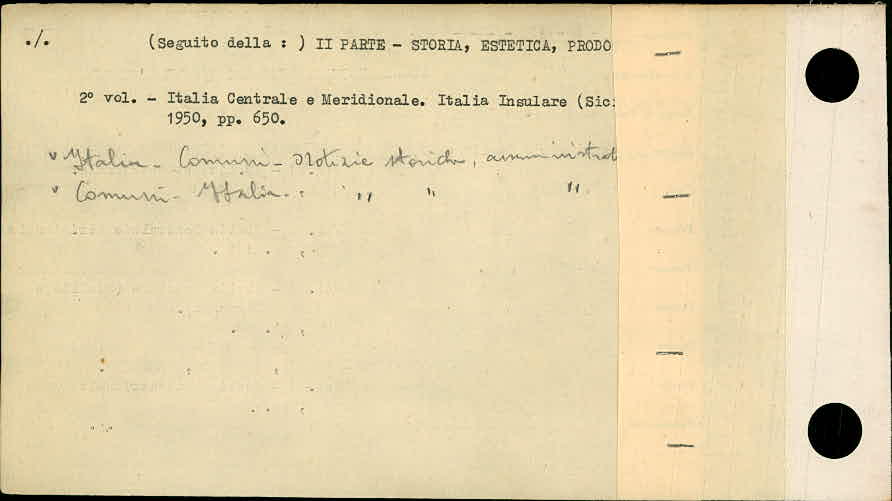 ./. (Seguito della : ) II PARTE - STORIA, ESTETICA, PRODO
2° vol. - Italia Centrale e Meridionale. Italia Insulare (Sic
1950, pp. 650.
v Italia - Comuni - Notizie storiche, amministrat
v Comuni - Italia - : " " "